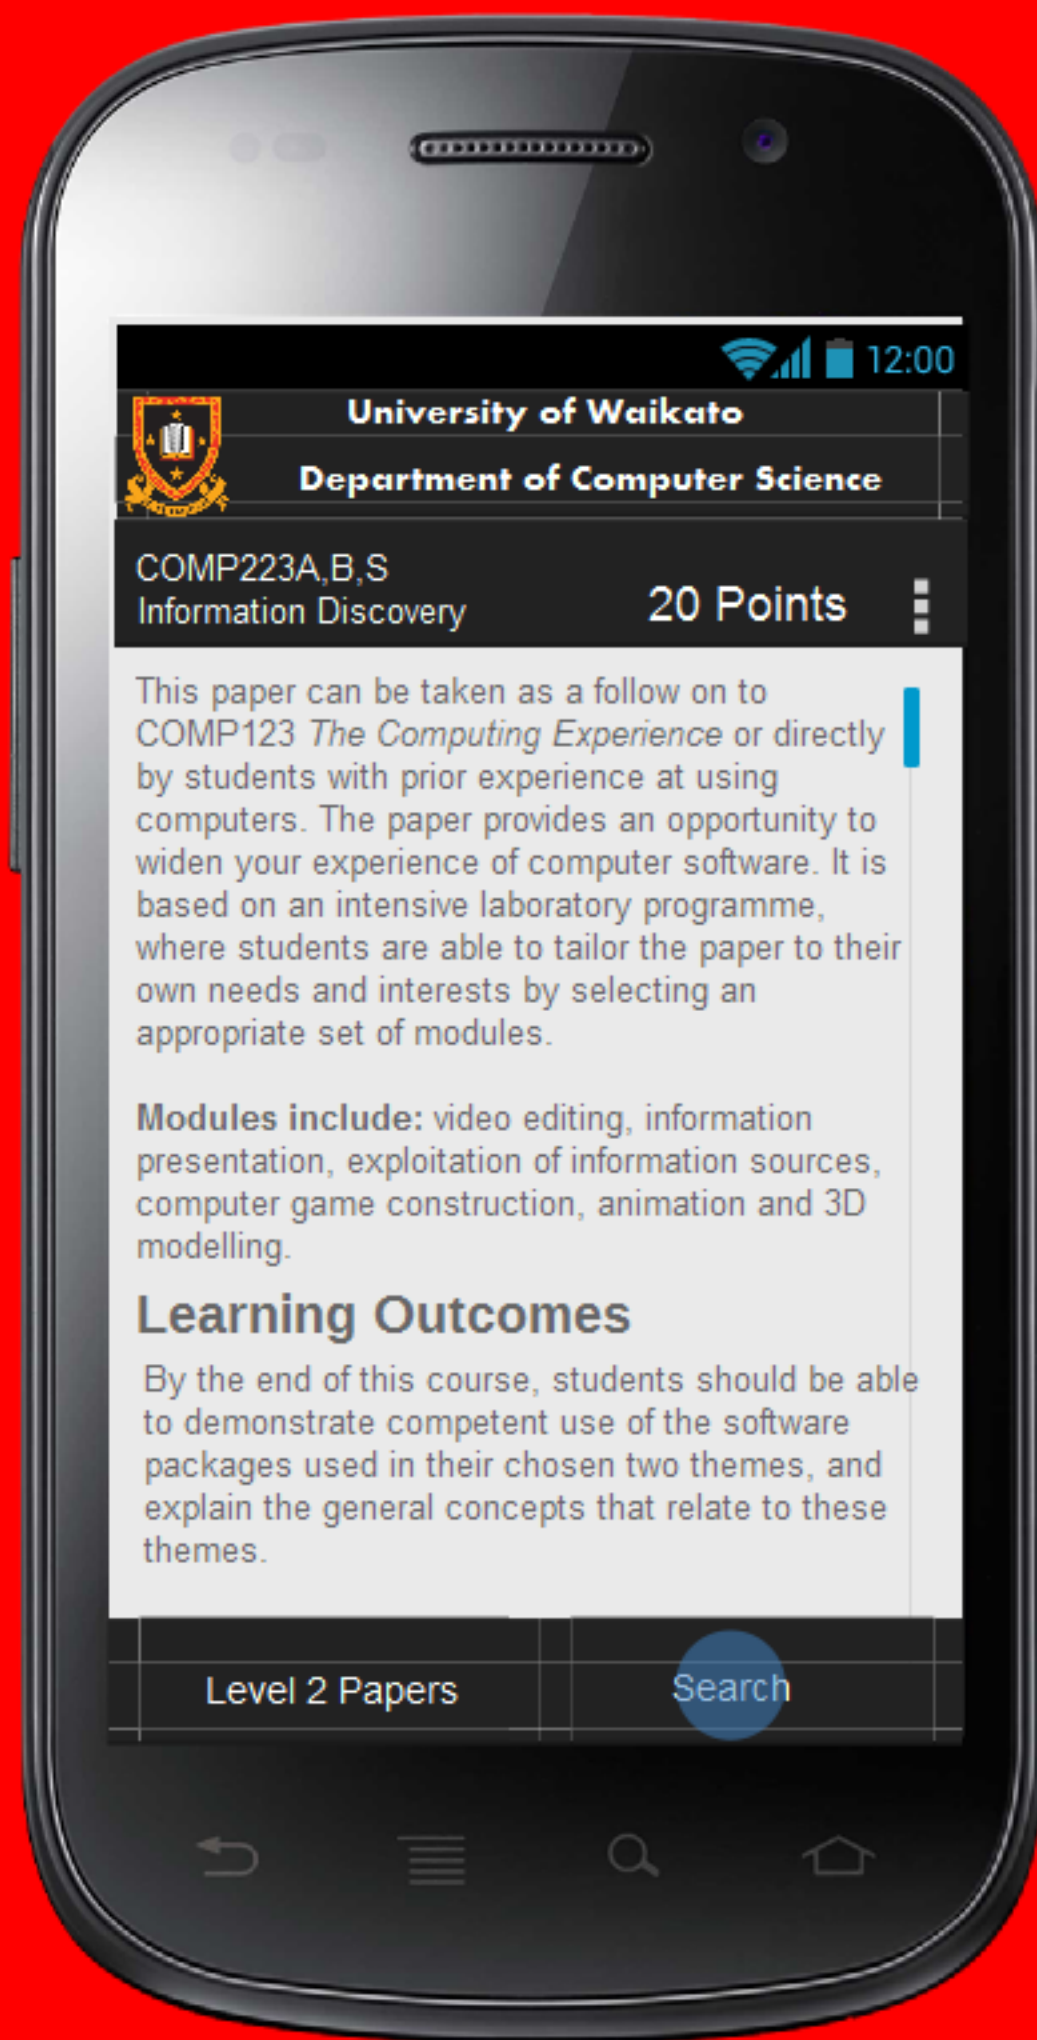 12:00
University of Waikato
Department of Computer Science
COMP223A,B,S
Information Discovery
20 Points
This paper can be taken as a follow on to
COMP123 The Computing Experience or directly
by students with prior experience at using
computers. The paper provides an opportunity to
widen your experience of computer software. It is
based on an intensive laboratory programme,
where students are able to tailor the paper to their
own needs and interests by selecting an
appropriate set of modules.
Modules include: video editing, information
presentation, exploitation of information sources,
computer game construction, animation and 3D
modelling.
Learning Outcomes
By the end of this course, students should be able
to demonstrate competent use of the software
packages used in their chosen two themes, and
explain the general concepts that relate to these
themes.
Level 2 Papers
Search